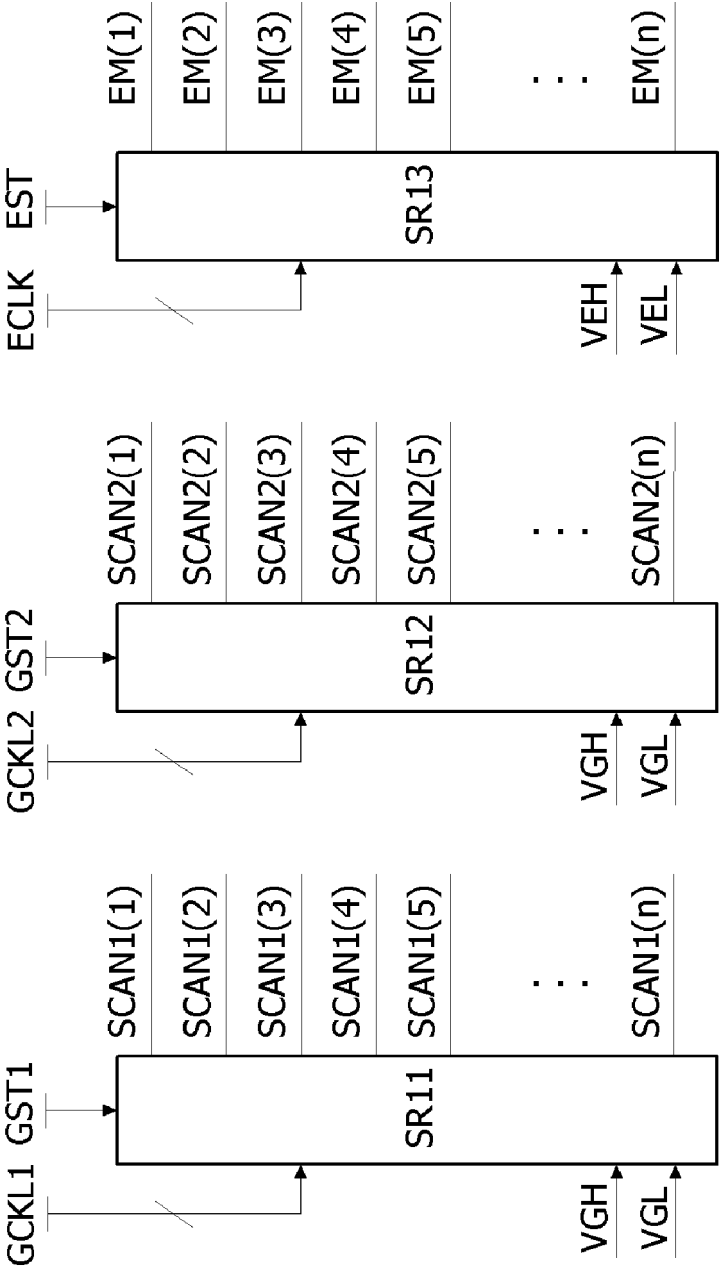 GCKL1
GST1
SCAN1(1)
SCAN1(2)
SCAN1(3)
SCAN1(4)
SCAN1(5)
. . .
SCAN1(n)
SR11
VGH
VGL
GCKL2
GST2
SCAN2(1)
SCAN2(2)
SCAN2(3)
SCAN2(4)
SCAN2(5)
. . .
SCAN2(n)
SR12
VGH
VGL
ECLK
EST
EM(1)
EM(2)
EM(3)
EM(4)
EM(5)
. . .
EM(n)
SR13
VEH
VEL